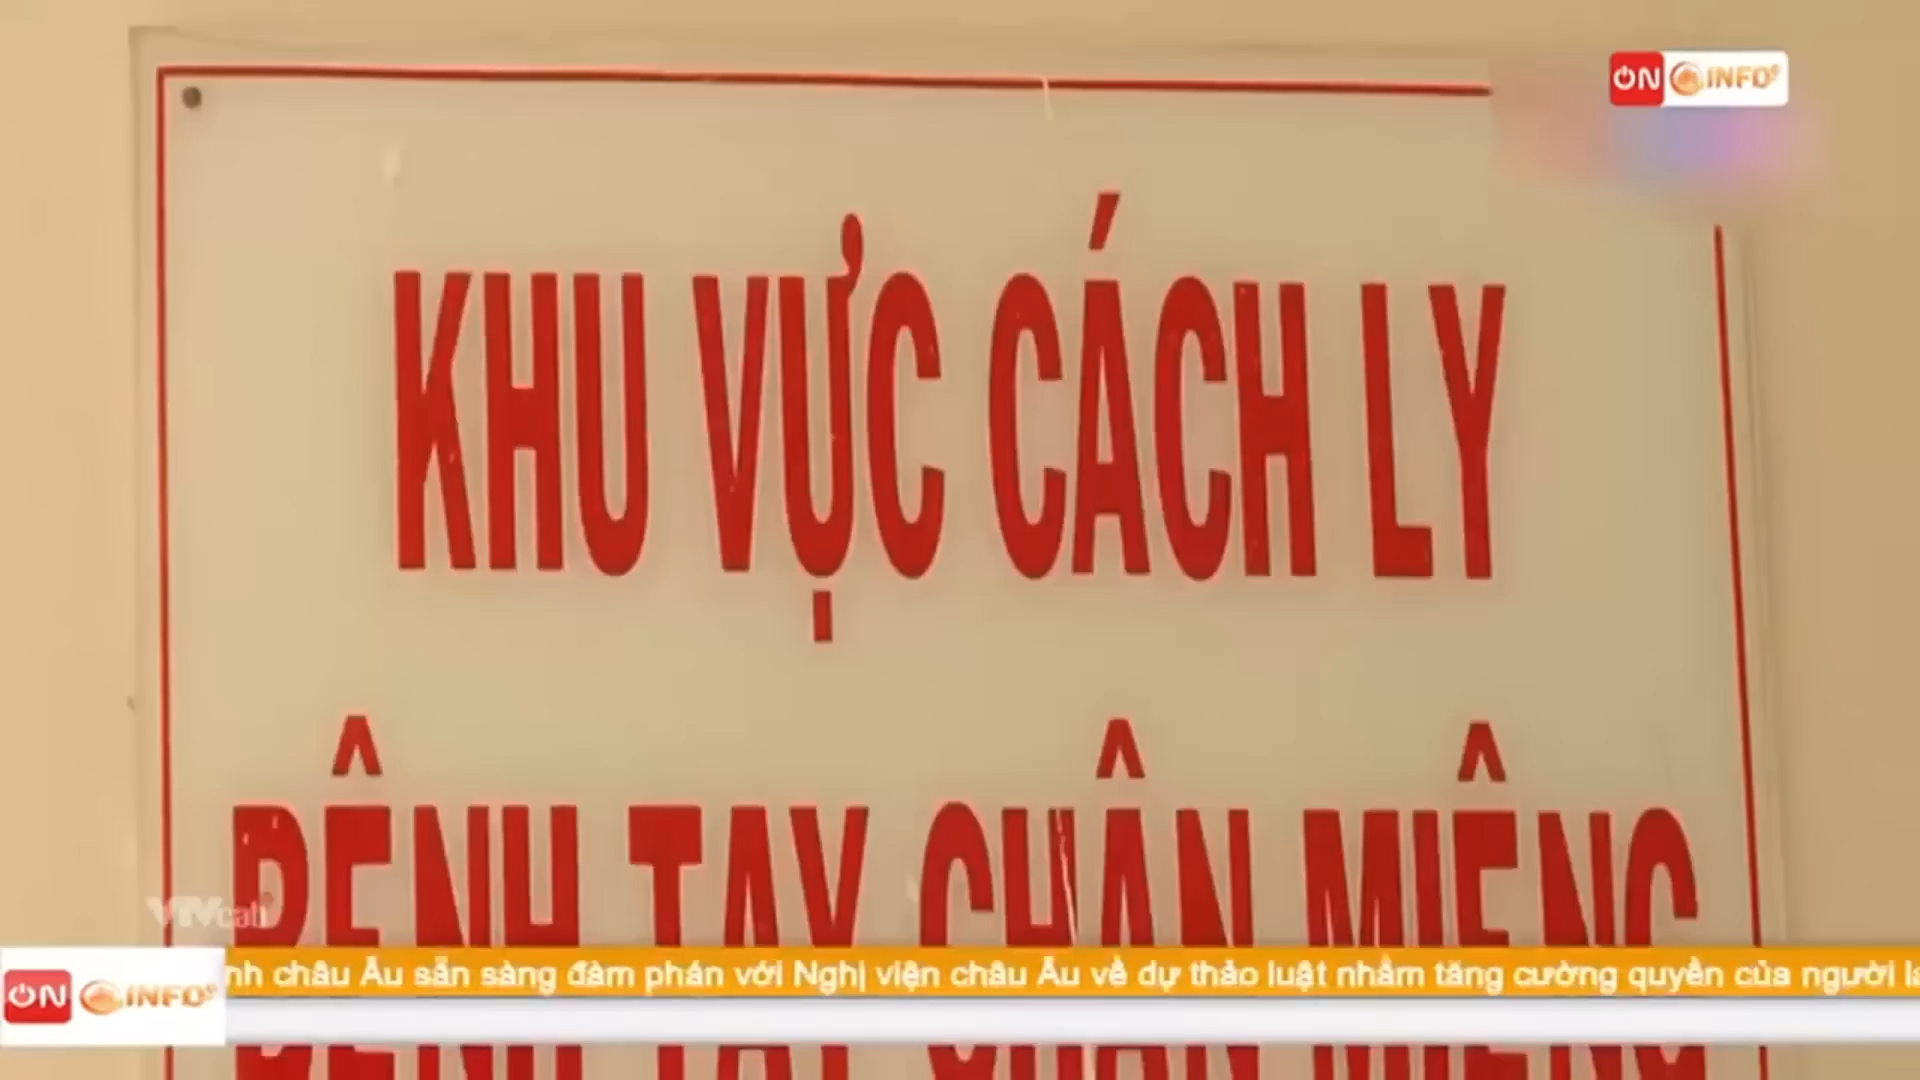 ON INFO
KHU VỰC CÁCH LY
BỆNH TAY CHÂN MIỆNG
VTVcab
ON INFO
nh châu Âu sẵn sàng đàm phán với Nghị viện châu Âu về dự thảo luật nhằm tăng cường quyền của người la